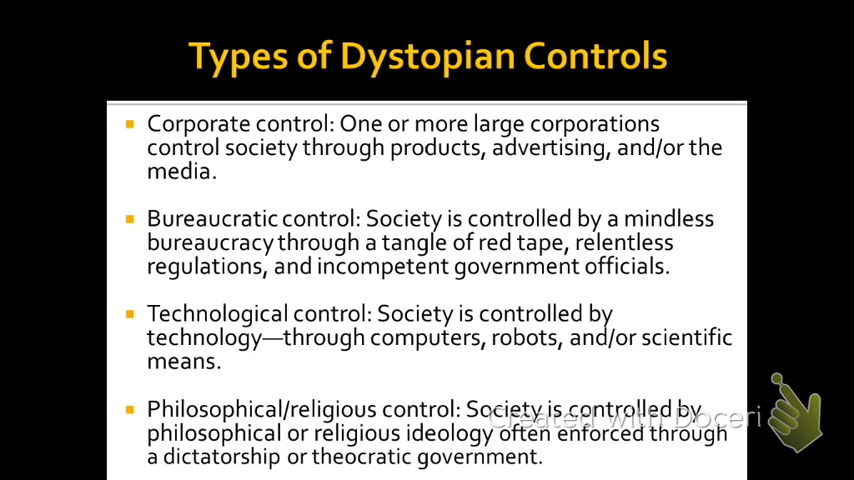 Types of Dystopian Controls
Corporate control: One or more large corporations
control society through products, advertising, and/or the
media.
Bureaucratic control: Society is controlled by a mindless
bureaucracy through a tangle of red tape, relentless
regulations, and incompetent government officials.
Technological control: Society is controlled by
technology—through computers, robots, and/or scientific
means.
Philosophical/religious control: Society is controlled by
Created with Doceri
philosophical or religious ideology often enforced through
a dictatorship or theocratic government.